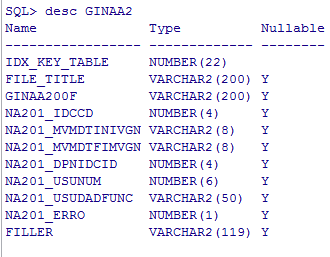 SQL> desc GINAA2
Name Type Nullable
----------------- ------------- --------
IDX_KEY_TABLE NUMBER(22)
FILE_TITLE VARCHAR2(200) Y
GINAA200F VARCHAR2(200) Y
NA201_IDCCD NUMBER(4) Y
NA201_MVMDTINIVGN VARCHAR2(8) Y
NA201_MVMDTFIMVGN VARCHAR2(8) Y
NA201_DPNIDCID NUMBER(4) Y
NA201_USUNUM NUMBER(6) Y
NA201_USUDADFUNC VARCHAR2(50) Y
NA201_ERRO NUMBER(1) Y
FILLER VARCHAR2(119) Y